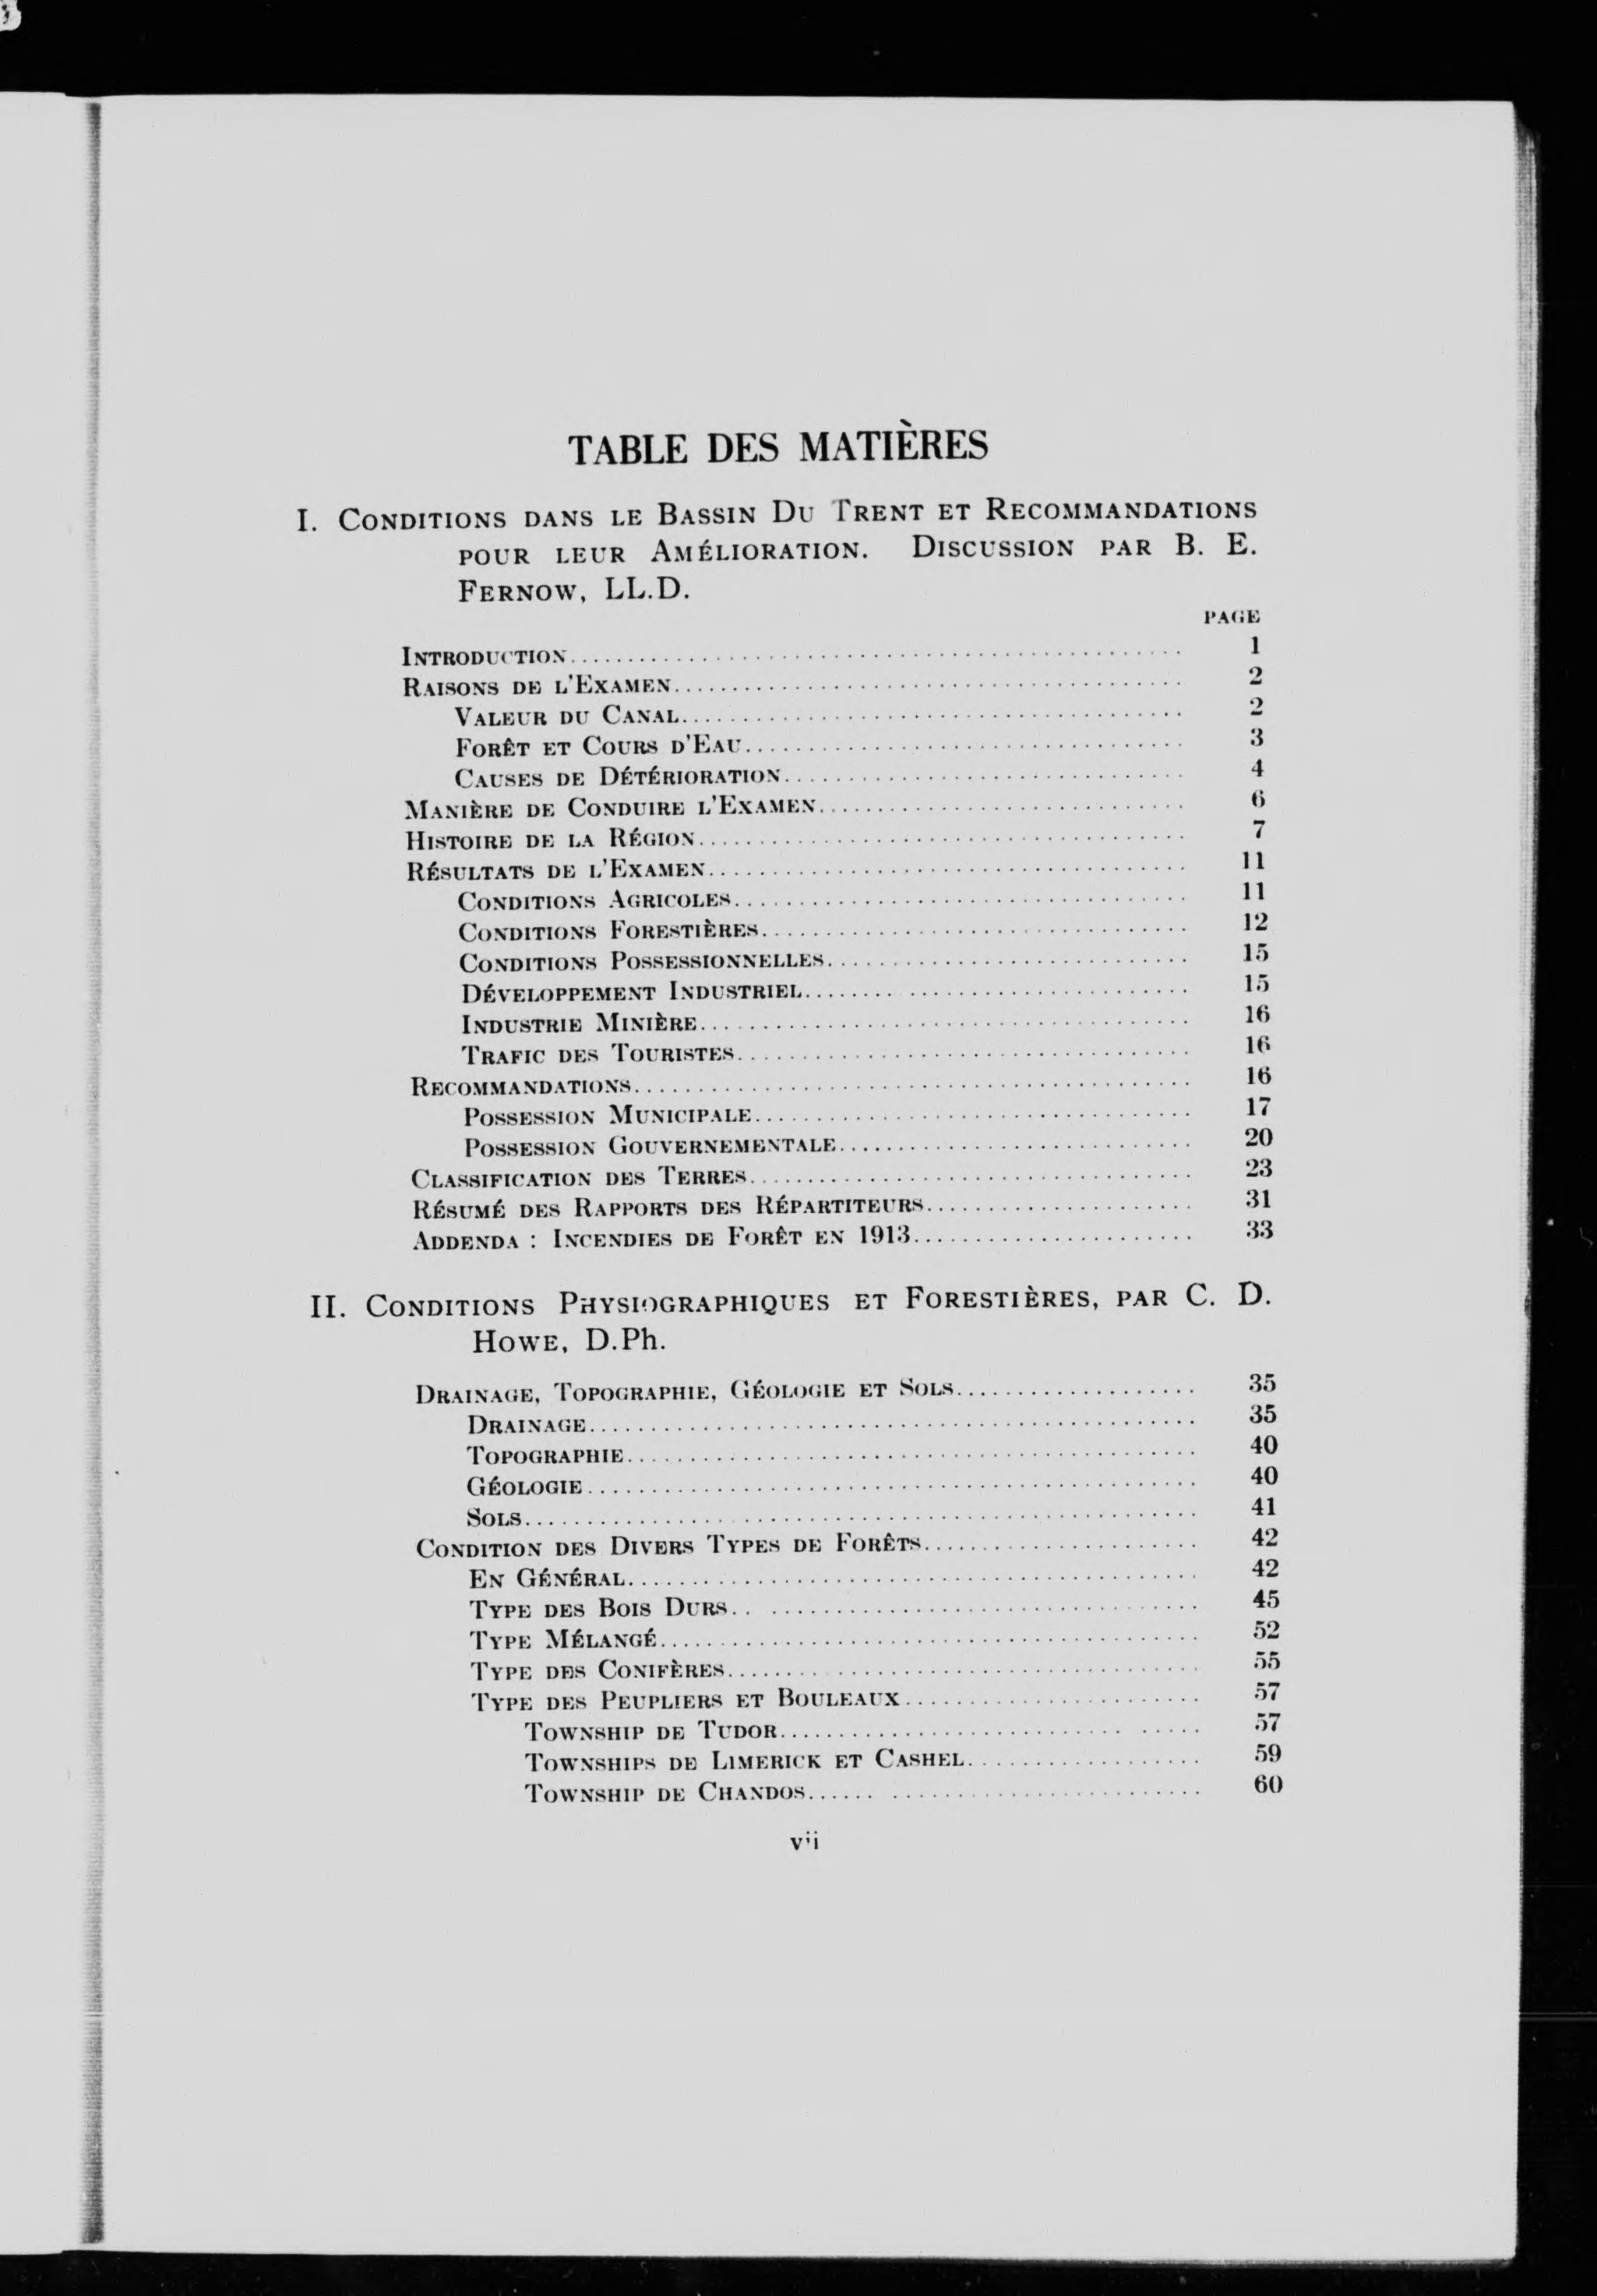 TABLE DES MATIÈRES
I. Conditions dans le Bassin Du Trent et Recommandations
pour leur Amélioration. Discussion par B. E.
Fernow, LL.D.
PAGE
Introduction 1
Raisons de l'Examen 2
Valeur du Canal 2
Forêt et Cours d'Eau 3
Causes de Détérioration 4
Manière de Conduire l'Examen 6
Histoire de la Région 7
Résultats de l'Examen 11
Conditions Agricoles 11
Conditions Forestières 12
Conditions Possessionnelles 15
Développement Industriel 15
Industrie Minière 16
Trafic des Touristes 16
Recommandations 16
Possession Municipale 17
Possession Gouvernementale 20
Classification des Terres 23
Résumé des Rapports des Répartiteurs 31
Addenda : Incendies de Forêt en 1913 33
II. Conditions Physiographiques et Forestières, par C. D.
Howe, D.Ph.
Drainage, Topographie, Géologie et Sols 35
Drainage 35
Topographie 40
Géologie 40
Sols 41
Condition des Divers Types de Forêts 42
En Général 42
Type des Bois Durs 45
Type Mélangé 52
Type des Conifères 55
Type des Peupliers et Bouleaux 57
Township de Tudor 57
Townships de Limerick et Cashel 59
Township de Chandos 60
vii